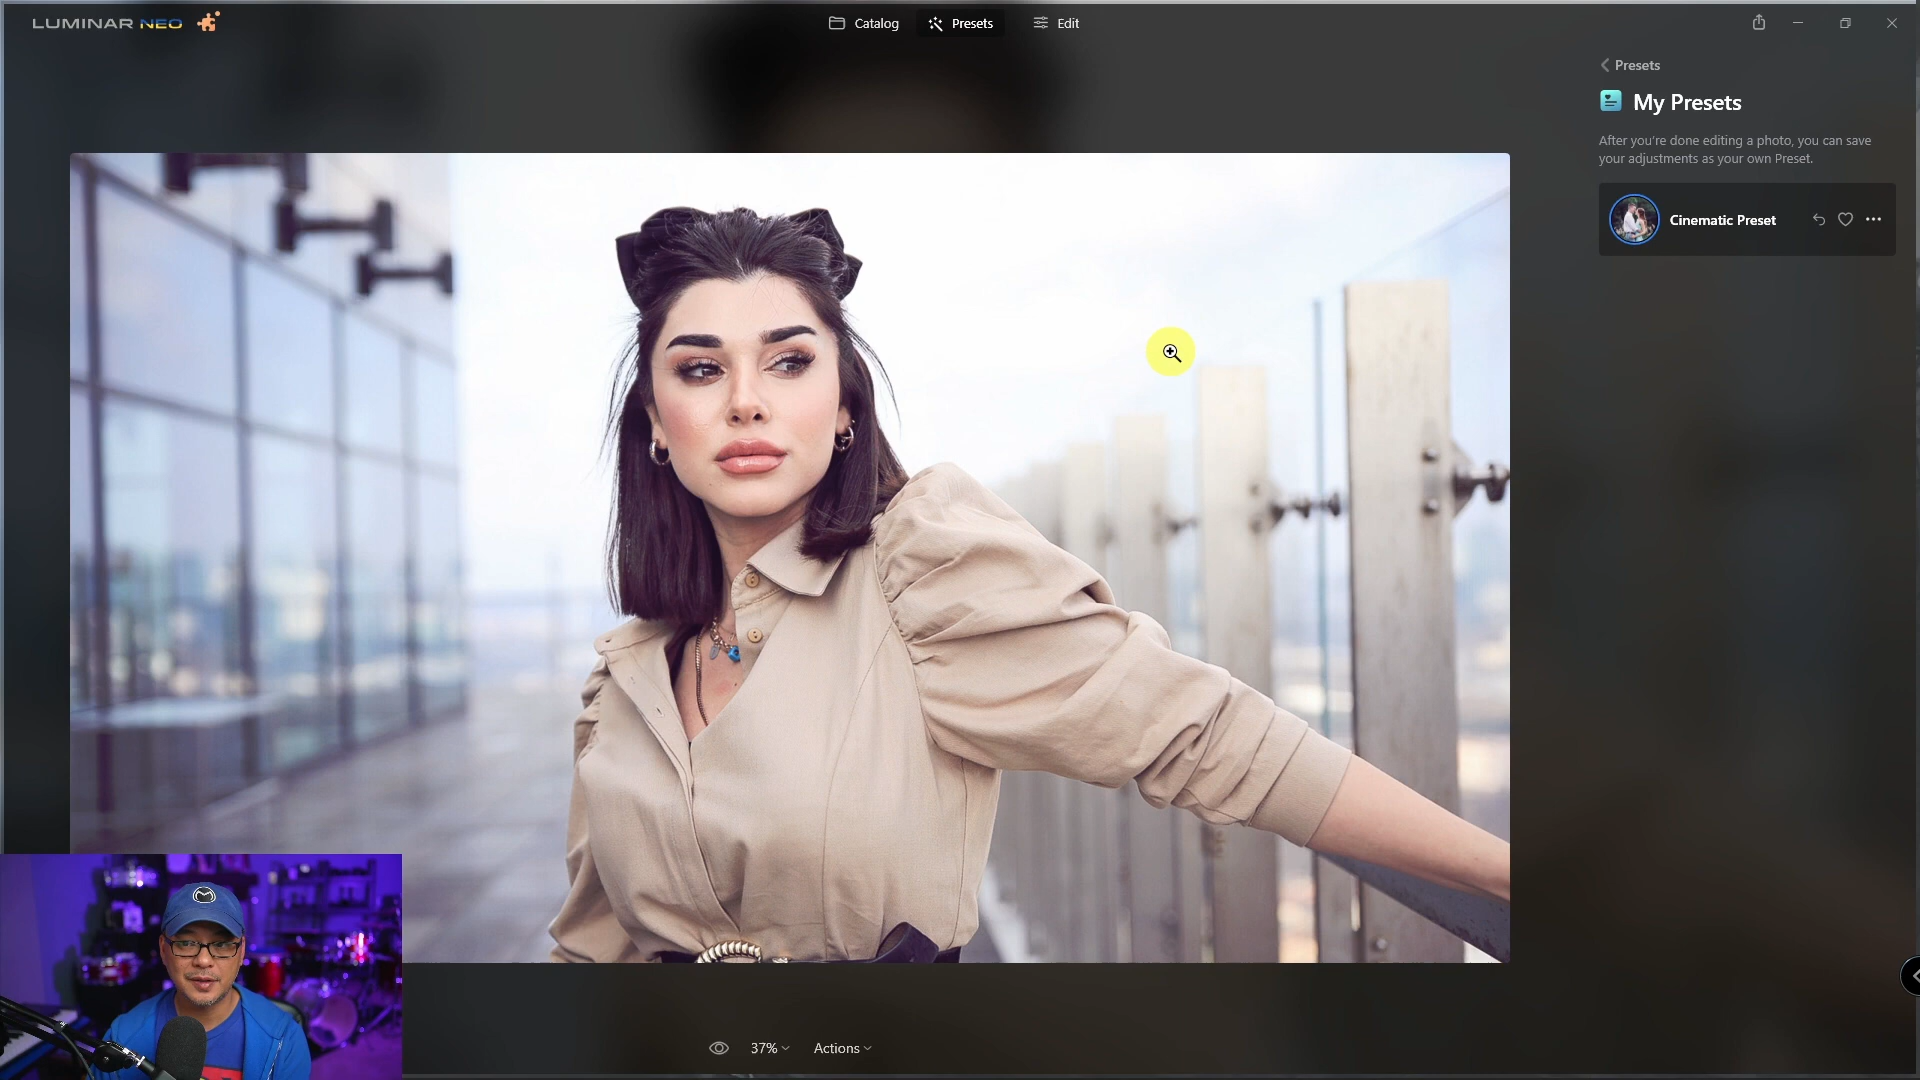 LUMINAR NEO
Catalog
Presets
Edit
Presets
My Presets
After you're done editing a photo, you can save
your adjustments as your own Preset.
Cinematic Preset
37%
Actions